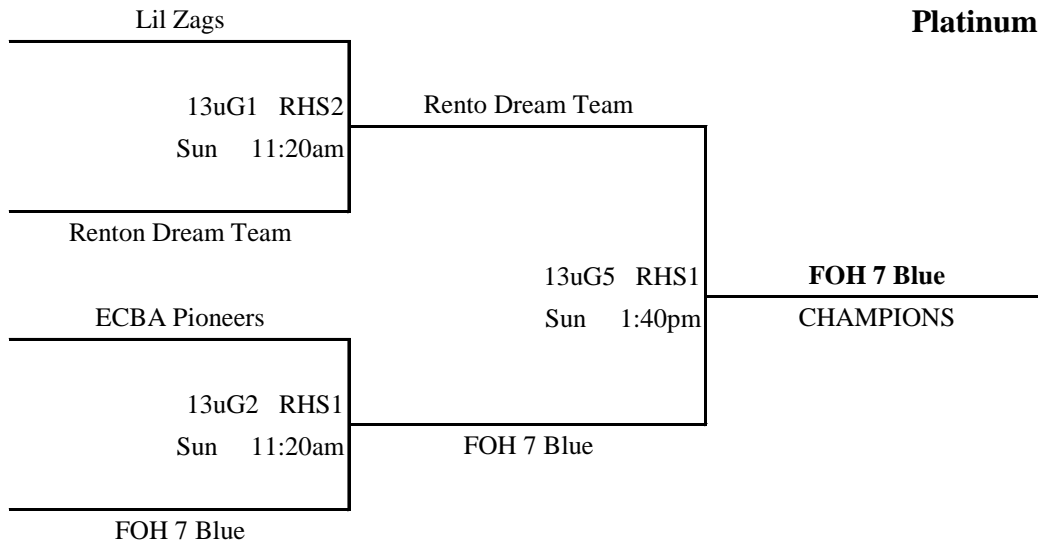 Lil Zags
Platinum
13uG1 RHS2
Rento Dream Team
Sun 11:20am
Renton Dream Team
13uG5 RHS1
FOH 7 Blue
ECBA Pioneers
Sun 1:40pm
CHAMPIONS
13uG2 RHS1
Sun 11:20am
FOH 7 Blue
FOH 7 Blue